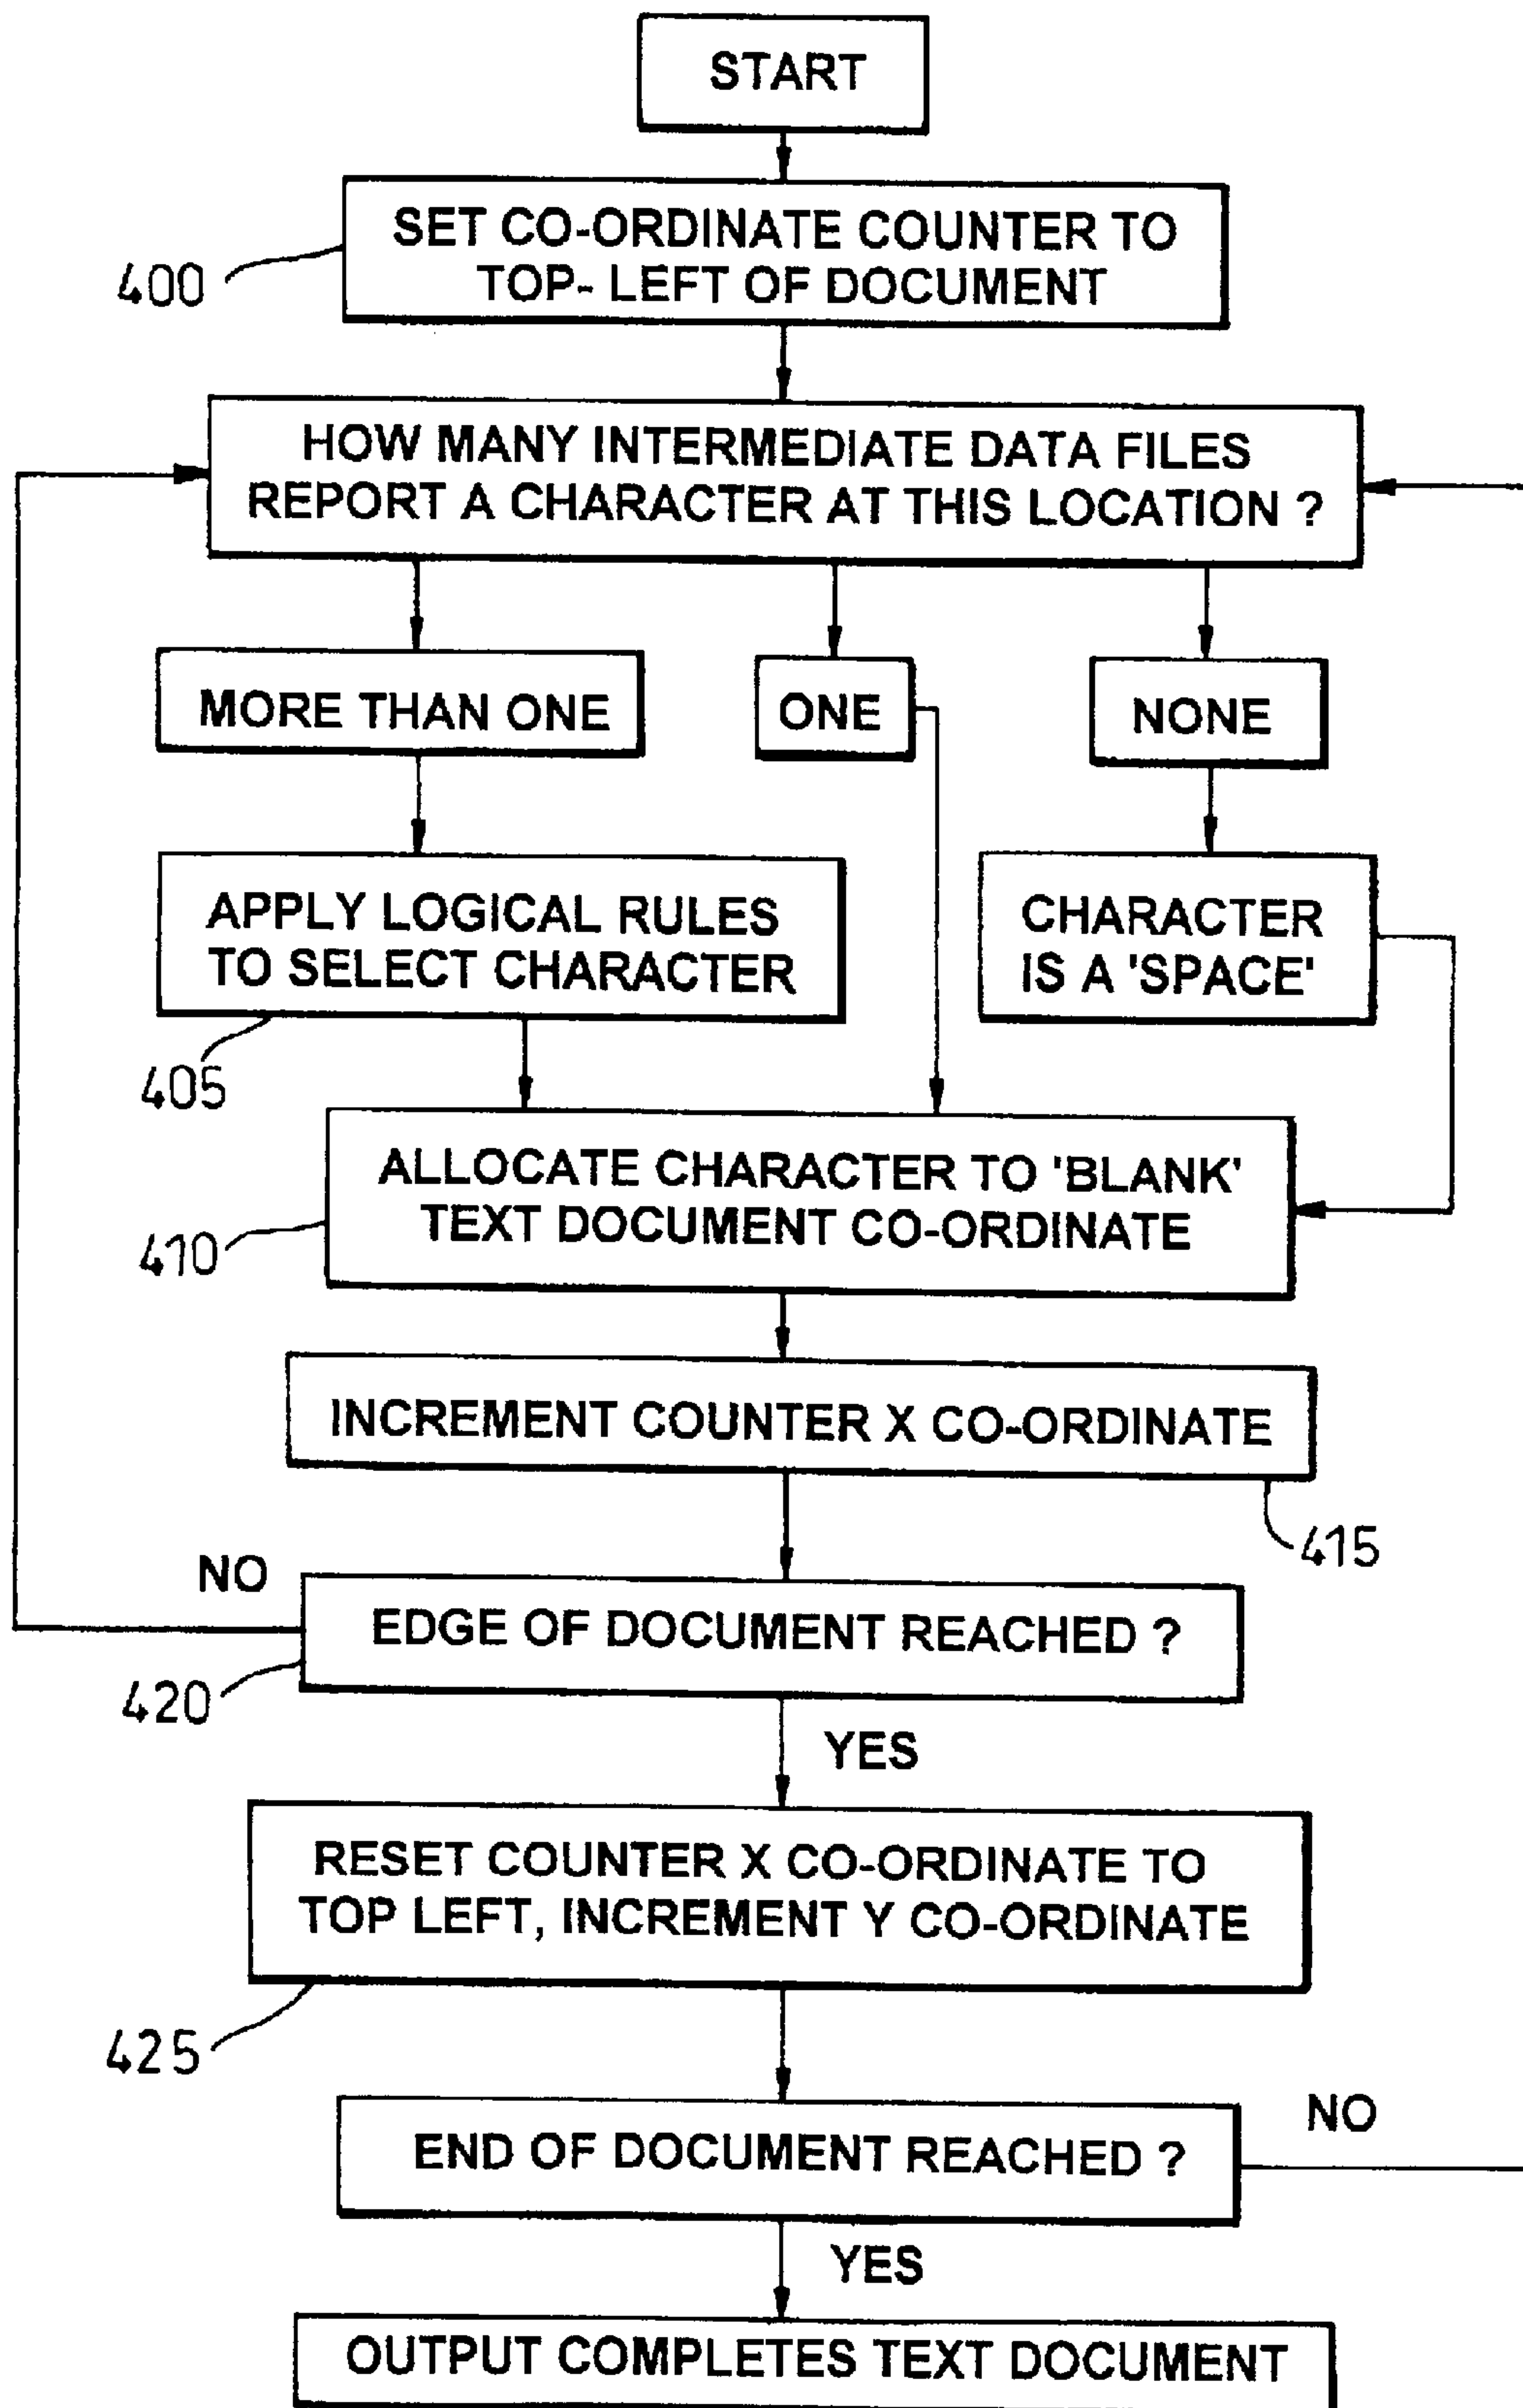 START
SET CO-ORDINATE COUNTER TO
TOP- LEFT OF DOCUMENT
400
HOW MANY INTERMEDIATE DATA FILES
REPORT A CHARACTER AT THIS LOCATION ?
MORE THAN ONE
ONE
NONE
APPLY LOGICAL RULES
TO SELECT CHARACTER
405
CHARACTER
IS A 'SPACE'
ALLOCATE CHARACTER TO 'BLANK'
TEXT DOCUMENT CO-ORDINATE
410
INCREMENT COUNTER X CO-ORDINATE
415
NO
EDGE OF DOCUMENT REACHED ?
420
YES
RESET COUNTER X CO-ORDINATE TO
TOP LEFT, INCREMENT Y CO-ORDINATE
425
END OF DOCUMENT REACHED ?
NO
YES
OUTPUT COMPLETES TEXT DOCUMENT